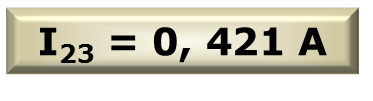 I₂₃ = 0, 421 A